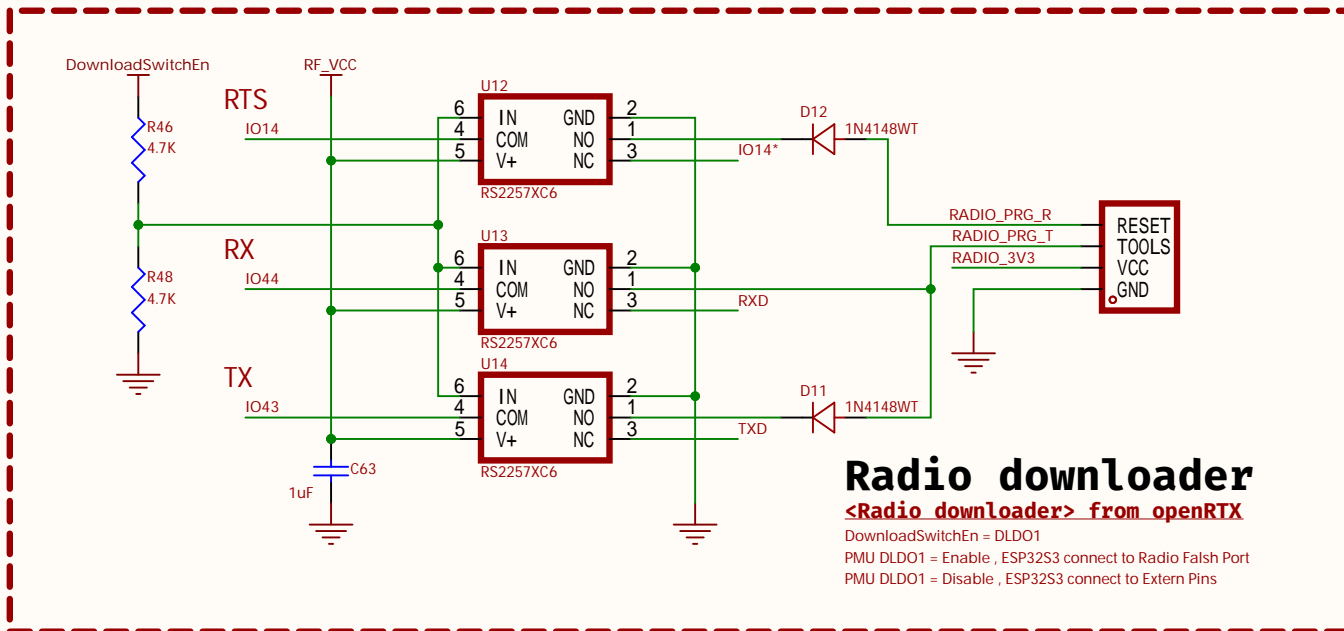 DownloadSwitchEn
R46
4.7K
R48
4.7K
RF_VCC
C63
1uF
RTS
IO14
U12
6 IN GND 2
4 COM NO 1
5 V+ NC 3
RS2257XC6
IO14*
D12
1N4148WT
RX
IO44
U13
6 IN GND 2
4 COM NO 1
5 V+ NC 3
RS2257XC6
RXD
TX
IO43
U14
6 IN GND 2
4 COM NO 1
5 V+ NC 3
RS2257XC6
TXD
D11
1N4148WT
RADIO_PRG_R RESET
RADIO_PRG_T TOOLS
RADIO_3V3 VCC
GND
Radio downloader
<Radio downloader> from openRTX
DownloadSwitchEn = DLDO1
PMU DLDO1 = Enable , ESP32S3 connect to Radio Falsh Port
PMU DLDO1 = Disable , ESP32S3 connect to Extern Pins